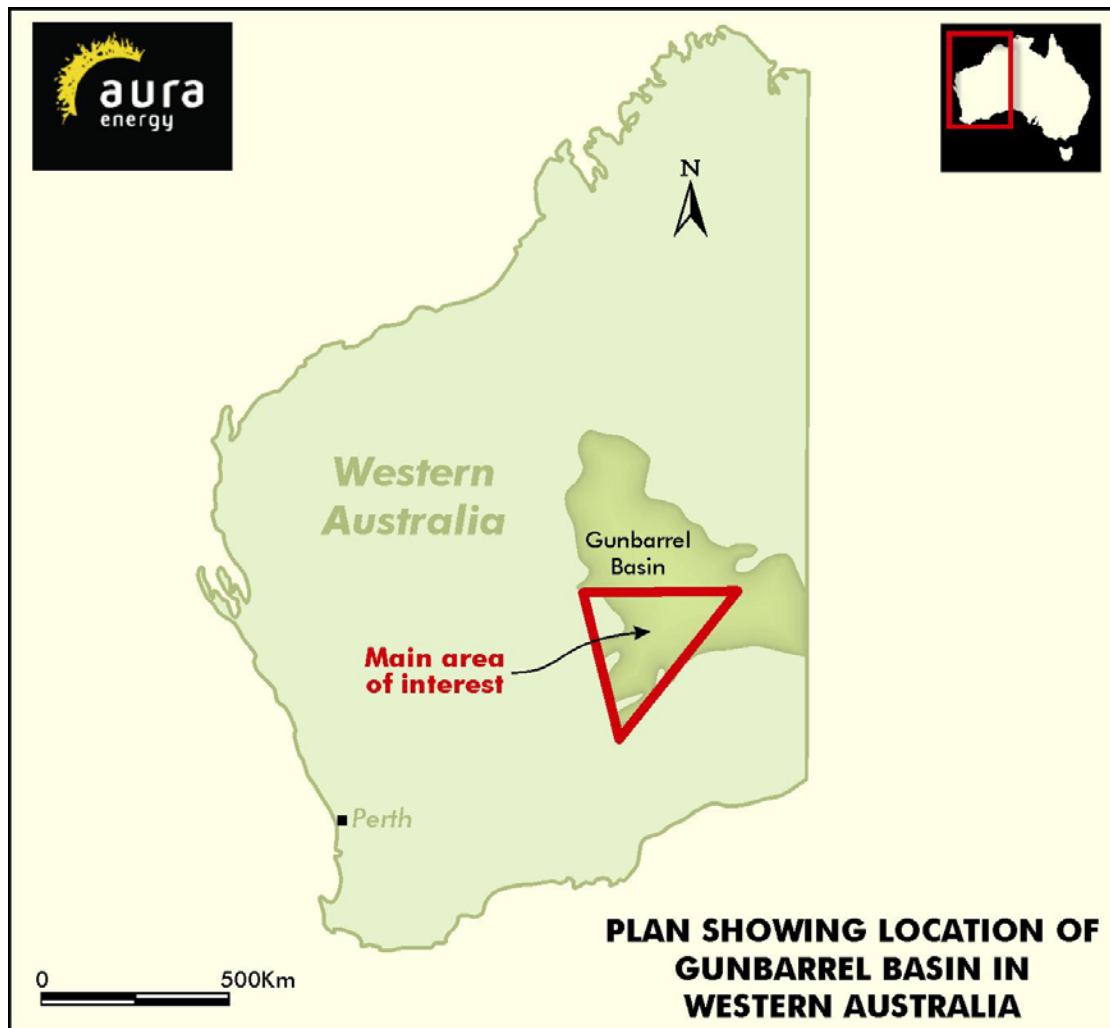 aura
energy
N
Western
Australia
Gunbarrel
Basin
Main area
of interest
Perth
0 500Km
PLAN SHOWING LOCATION OF
GUNBARREL BASIN IN
WESTERN AUSTRALIA